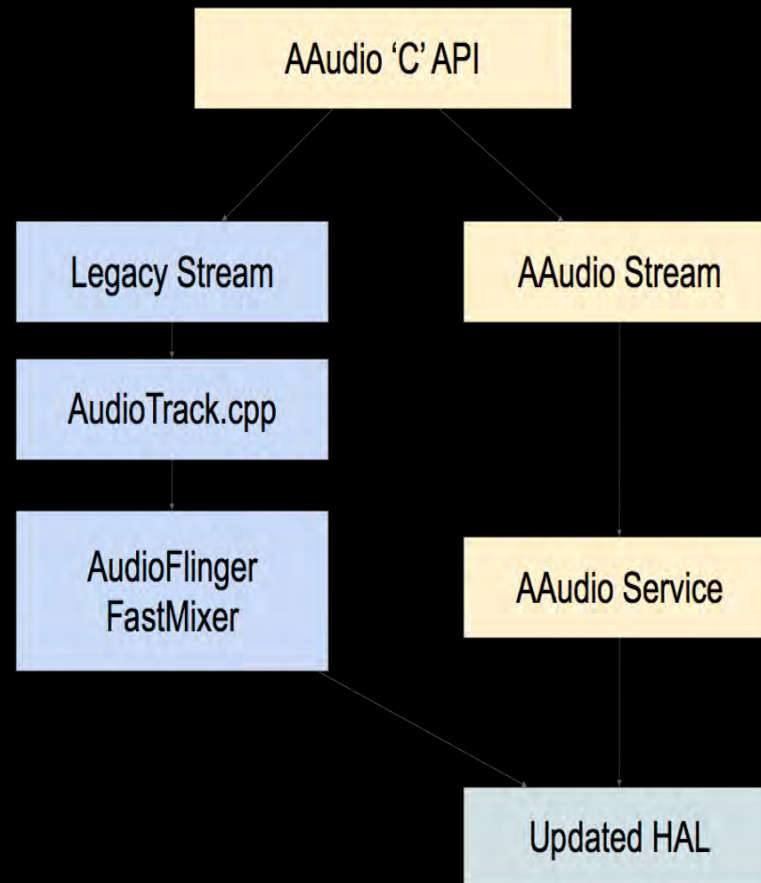 AAudio ‘C’ API
Legacy Stream
AAudio Stream
AudioTrack.cpp
AudioFlinger
FastMixer
AAudio Service
Updated HAL